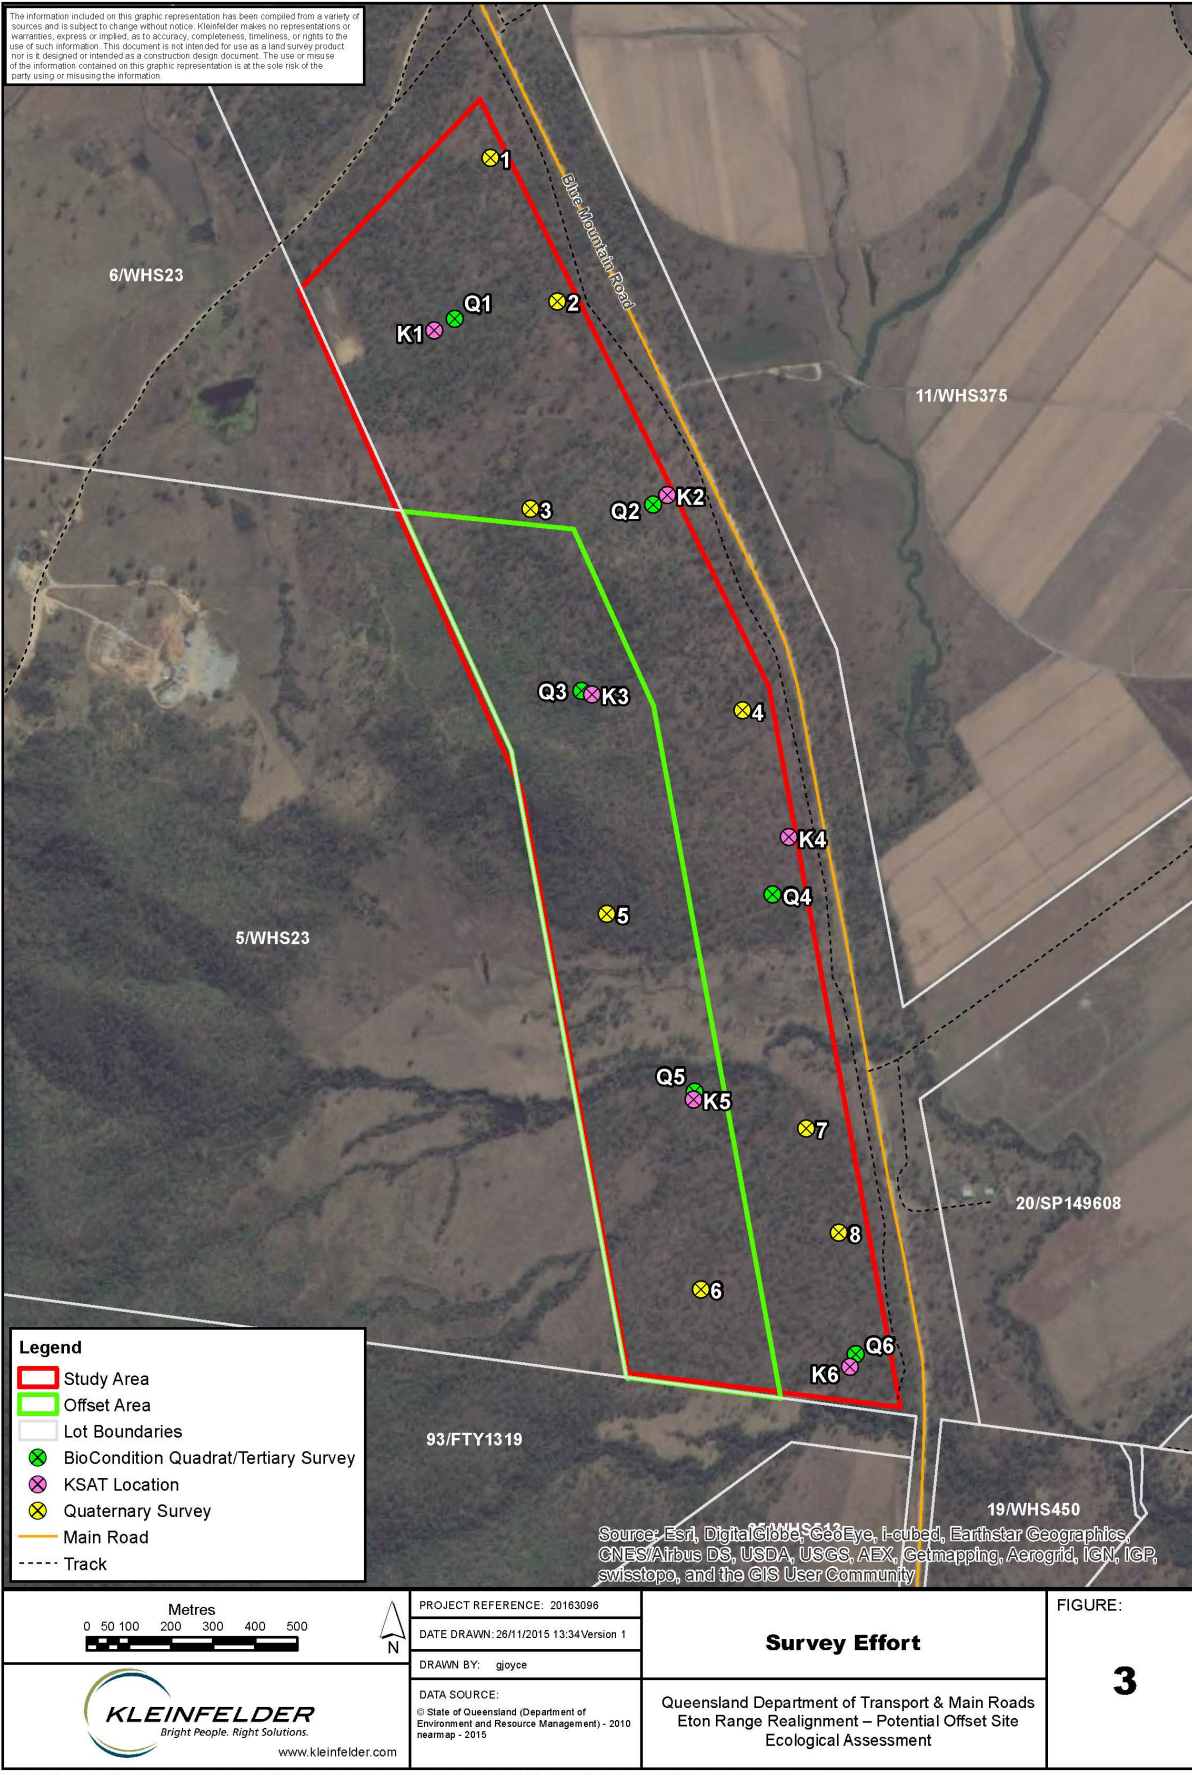 The information included on this graphic representation has been compiled from a variety of
sources and is subject to change without notice. Kleinfelder makes no representations or
warranties, express or implied, as to accuracy, completeness, timeliness, or rights to the
use of such information. This document is not intended for use as a land survey product
nor is it designed or intended as a construction design document. The use or misuse
of the information contained on this graphic representation is at the sole risk of the
party using or misusing the information.
1
Blue Mountain Road
6/WHS23
Q1
2
K1
11/WHS375
K2
Q2
3
Q3
K3
4
K4
Q4
5
5/WHS23
Q5
K5
7
20/SP149608
8
6
Q6
K6
93/FTY1319
19/WHS450
Legend
Study Area
Offset Area
Lot Boundaries
BioCondition Quadrat/Tertiary Survey
KSAT Location
Quaternary Survey
Main Road
Track
Source: Esri, DigitalGlobe, GeoEye, i-cubed, Earthstar Geographics,
CNES/Airbus DS, USDA, USGS, AEX, Getmapping, Aerogrid, IGN, IGP,
swisstopo, and the GIS User Community
Metres
0 50 100 200 300 400 500
N
KLEINFELDER
Bright People. Right Solutions.
www.kleinfelder.com
PROJECT REFERENCE: 20163096
DATE DRAWN: 26/11/2015 13:34 Version 1
DRAWN BY: gjoyce
DATA SOURCE:
© State of Queensland (Department of
Environment and Resource Management) - 2010
nearmap - 2015
Survey Effort
Queensland Department of Transport & Main Roads
Eton Range Realignment – Potential Offset Site
Ecological Assessment
FIGURE:
3